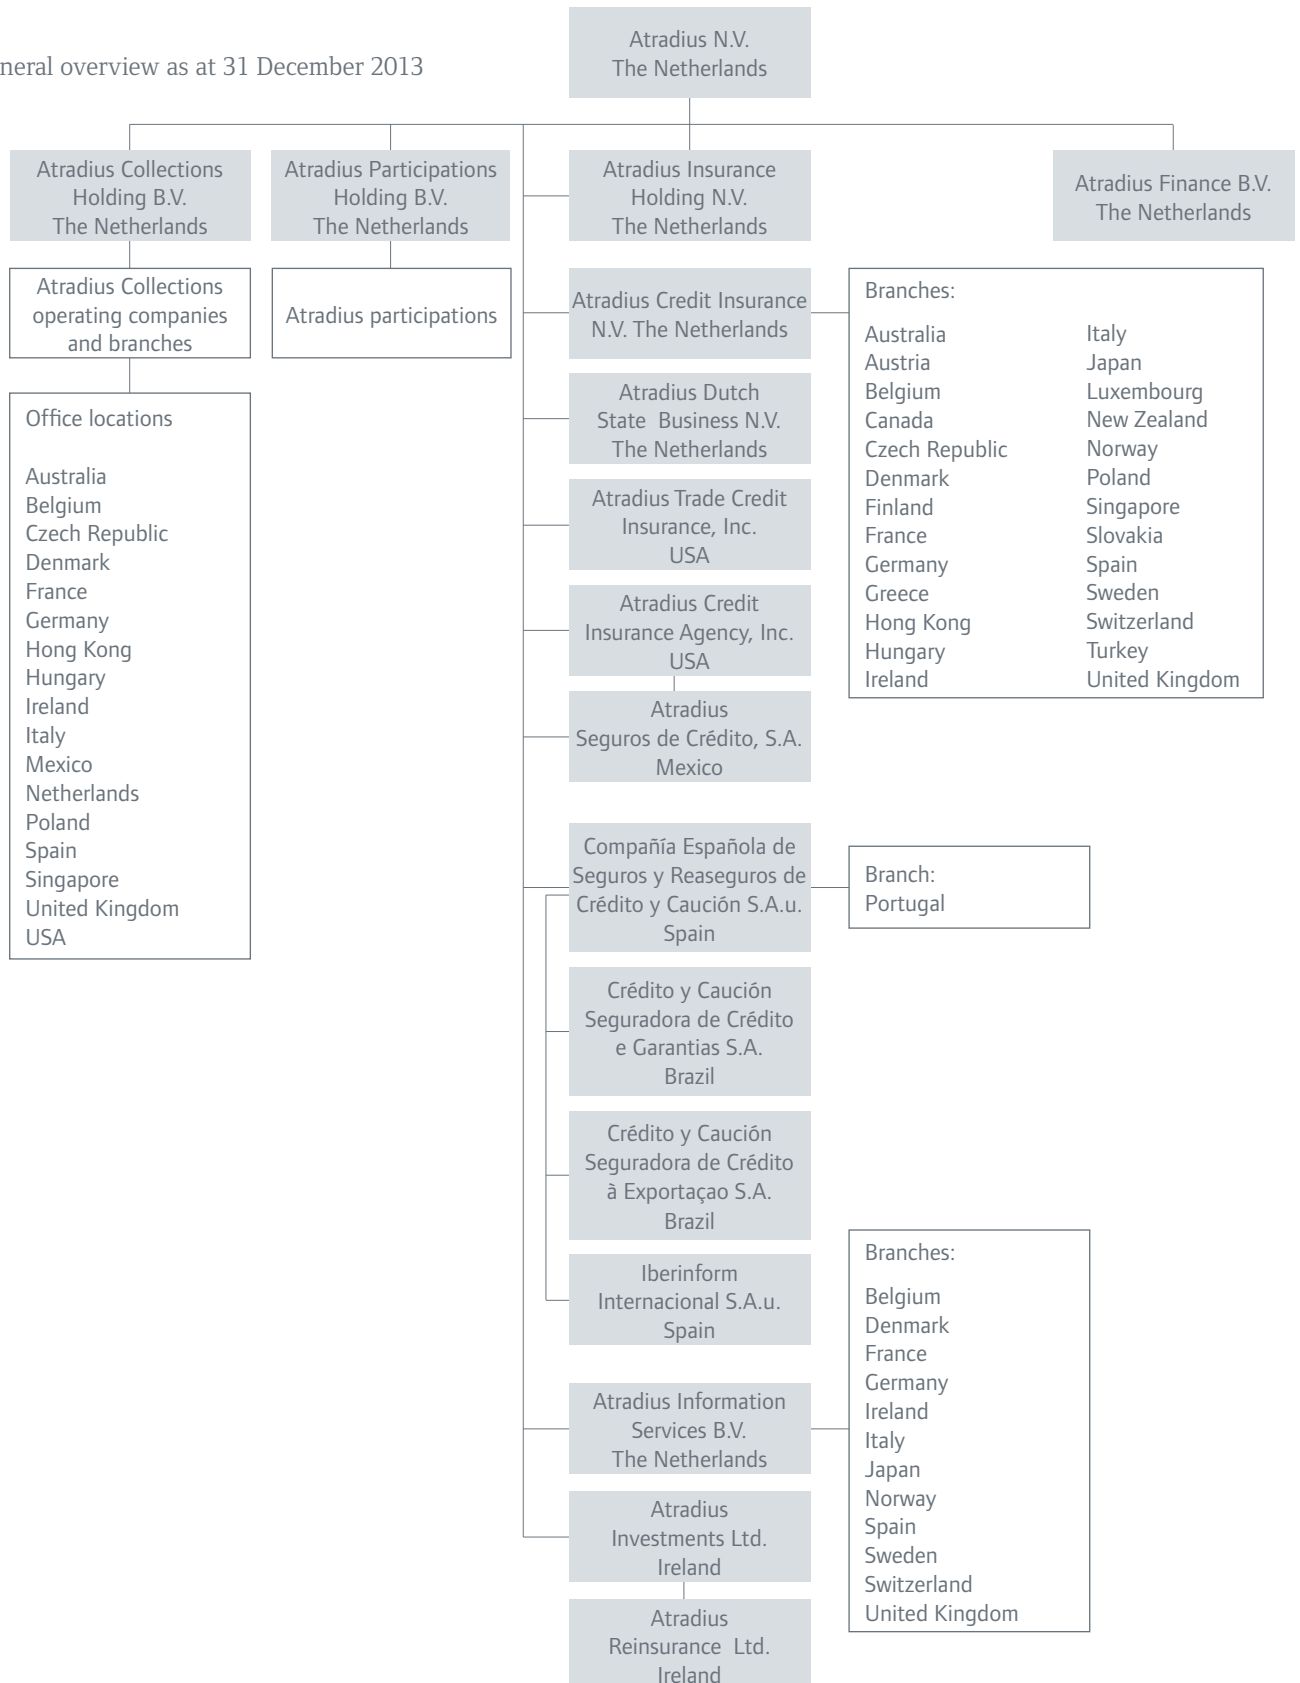 neral overview as at 31 December 2013
Atradius N.V.
The Netherlands
Atradius Collections
Holding B.V.
The Netherlands
Atradius Participations
Holding B.V.
The Netherlands
Atradius Insurance
Holding N.V.
The Netherlands
Atradius Finance B.V.
The Netherlands
Atradius Collections
operating companies
and branches
Atradius participations
Office locations
Australia
Belgium
Czech Republic
Denmark
France
Germany
Hong Kong
Hungary
Ireland
Italy
Mexico
Netherlands
Poland
Spain
Singapore
United Kingdom
USA
Atradius Credit Insurance
N.V. The Netherlands
Branches:
Australia
Austria
Belgium
Canada
Czech Republic
Denmark
Finland
France
Germany
Greece
Hong Kong
Hungary
Ireland
Italy
Japan
Luxembourg
New Zealand
Norway
Poland
Singapore
Slovakia
Spain
Sweden
Switzerland
Turkey
United Kingdom
Atradius Dutch
State Business N.V.
The Netherlands
Atradius Trade Credit
Insurance, Inc.
USA
Atradius Credit
Insurance Agency, Inc.
USA
Atradius
Seguros de Crédito, S.A.
Mexico
Compañía Española de
Seguros y Reaseguros de
Crédito y Caución S.A.u.
Spain
Branch:
Portugal
Crédito y Caución
Seguradora de Crédito
e Garantias S.A.
Brazil
Crédito y Caución
Seguradora de Crédito
à Exportaçao S.A.
Brazil
Iberinform
Internacional S.A.u.
Spain
Atradius Information
Services B.V.
The Netherlands
Branches:
Belgium
Denmark
France
Germany
Ireland
Italy
Japan
Norway
Spain
Sweden
Switzerland
United Kingdom
Atradius
Investments Ltd.
Ireland
Atradius
Reinsurance Ltd.
Ireland